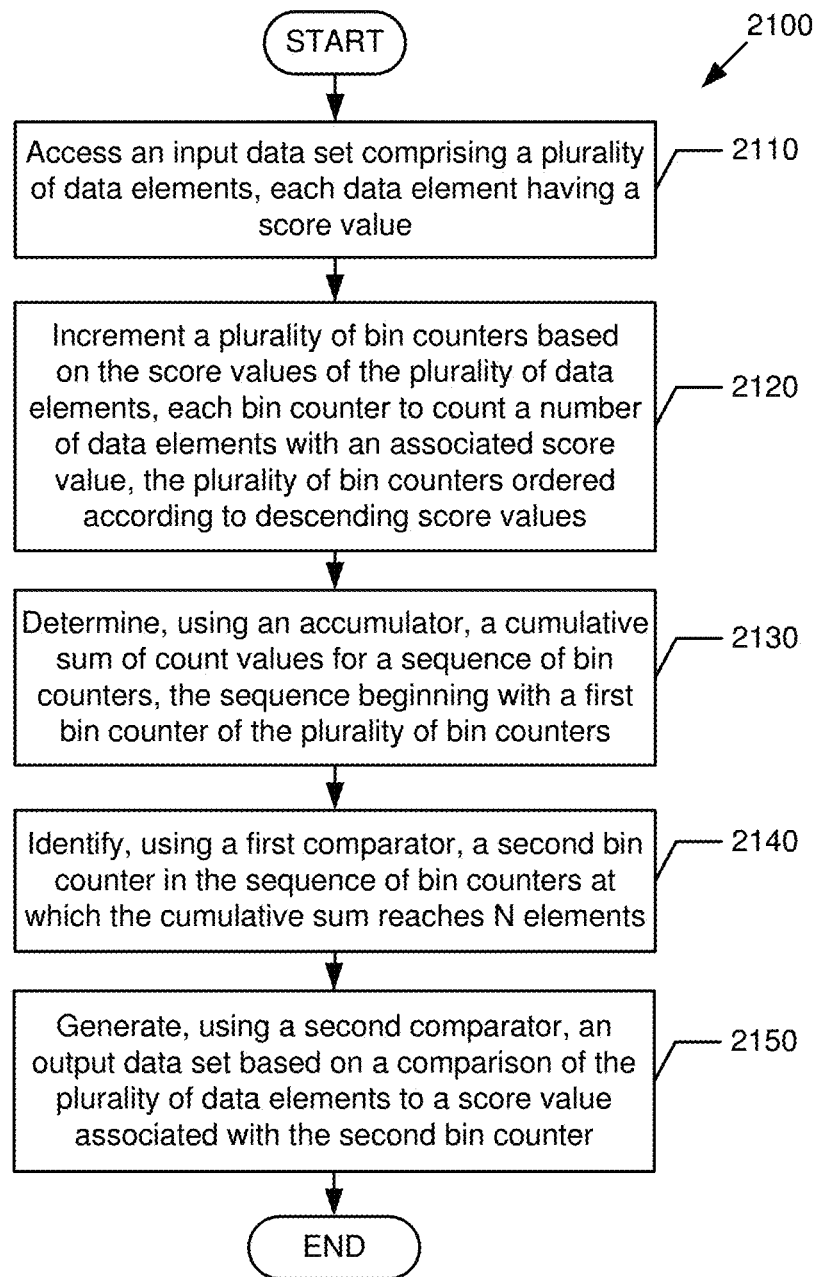 START
2100
Access an input data set comprising a plurality
of data elements, each data element having a
score value
2110
Increment a plurality of bin counters based
on the score values of the plurality of data
elements, each bin counter to count a number
of data elements with an associated score
value, the plurality of bin counters ordered
according to descending score values
2120
Determine, using an accumulator, a cumulative
sum of count values for a sequence of bin
counters, the sequence beginning with a first
bin counter of the plurality of bin counters
2130
Identify, using a first comparator, a second bin
counter in the sequence of bin counters at
which the cumulative sum reaches N elements
2140
Generate, using a second comparator, an
output data set based on a comparison of the
plurality of data elements to a score value
associated with the second bin counter
2150
END